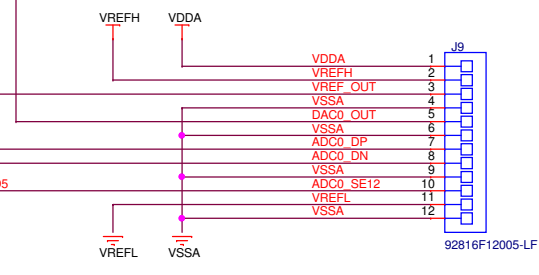 VREFH VDDA
J9
VDDA 1
VREFH 2
VREF_OUT 3
VSSA 4
DAC0_OUT 5
VSSA 6
ADC0_DP 7
ADC0_DN 8
VSSA 9
05 ADC0_SE12 10
VREFL 11
VSSA 12
VREFL VSSA
92816F12005-LF